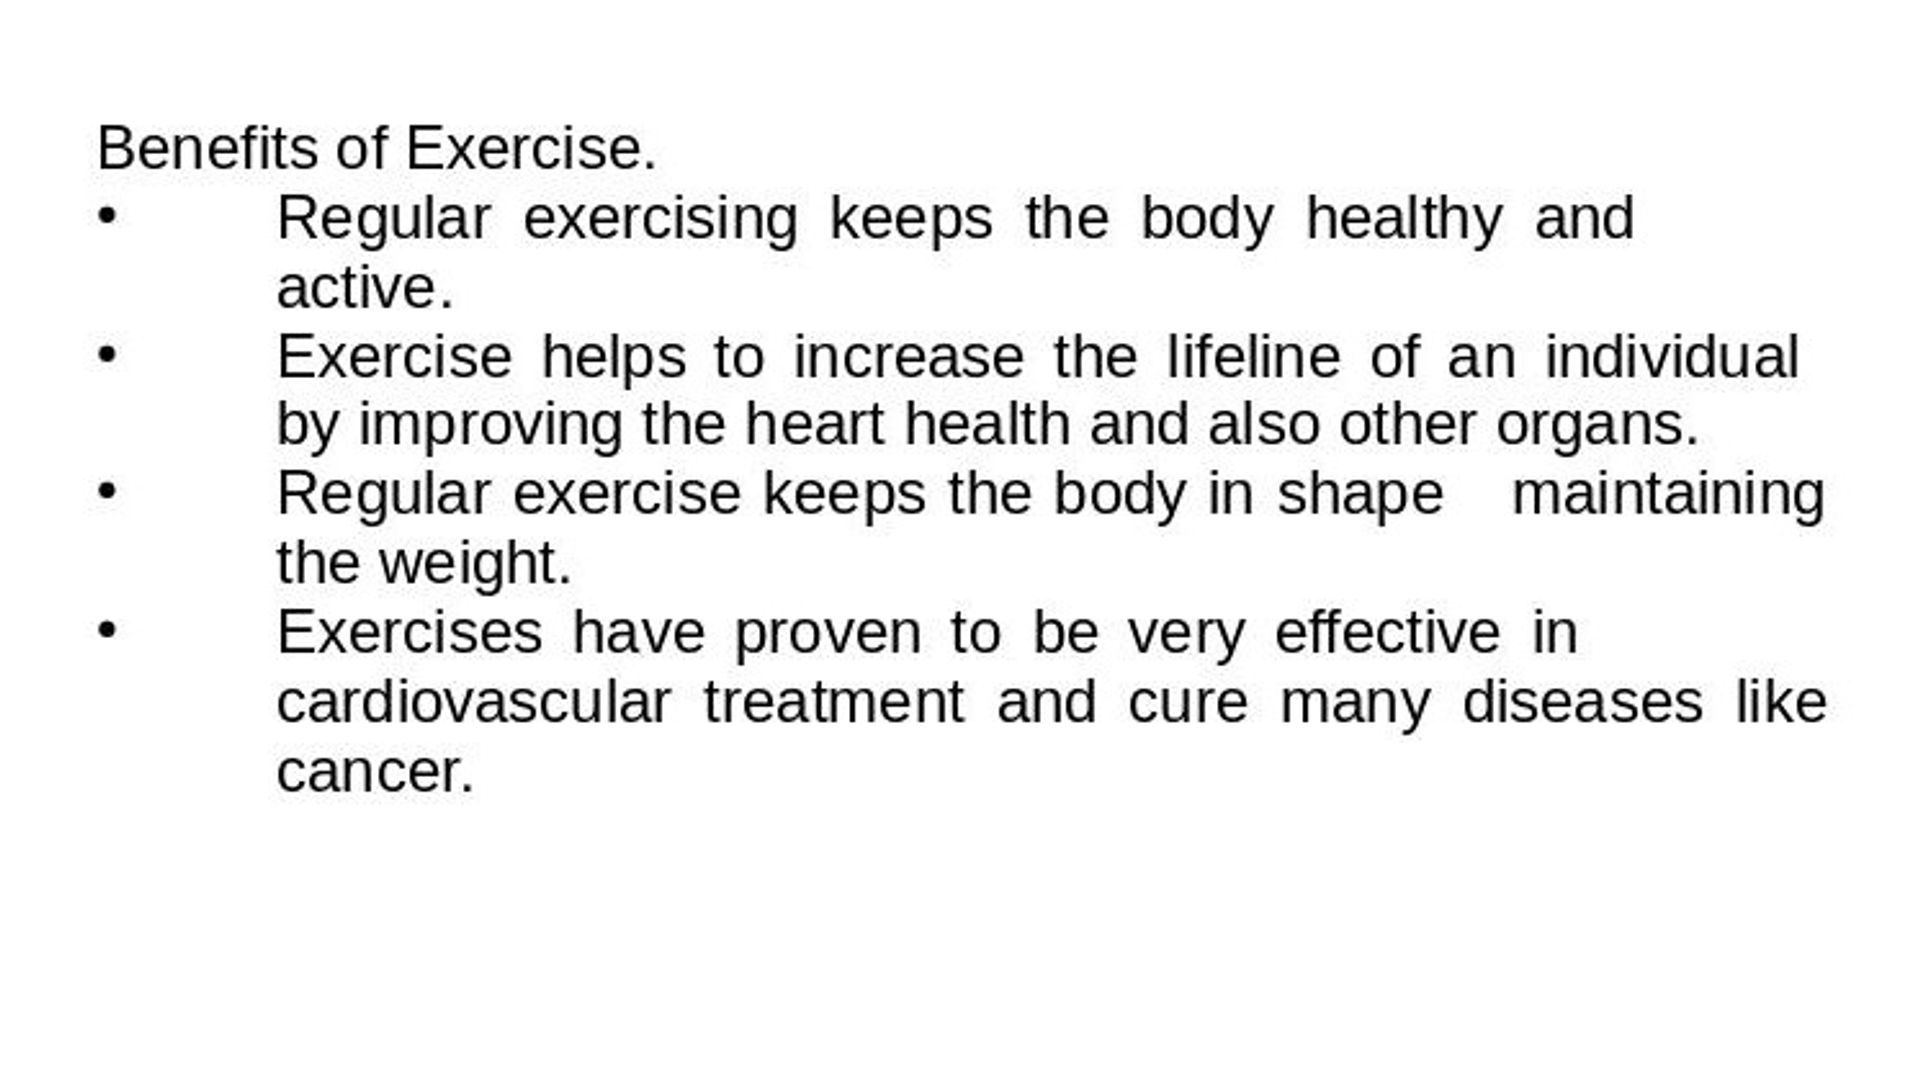 Benefits of Exercise.
• Regular exercising keeps the body healthy and
active.
• Exercise helps to increase the lifeline of an individual
by improving the heart health and also other organs.
• Regular exercise keeps the body in shape maintaining
the weight.
• Exercises have proven to be very effective in
cardiovascular treatment and cure many diseases like
cancer.